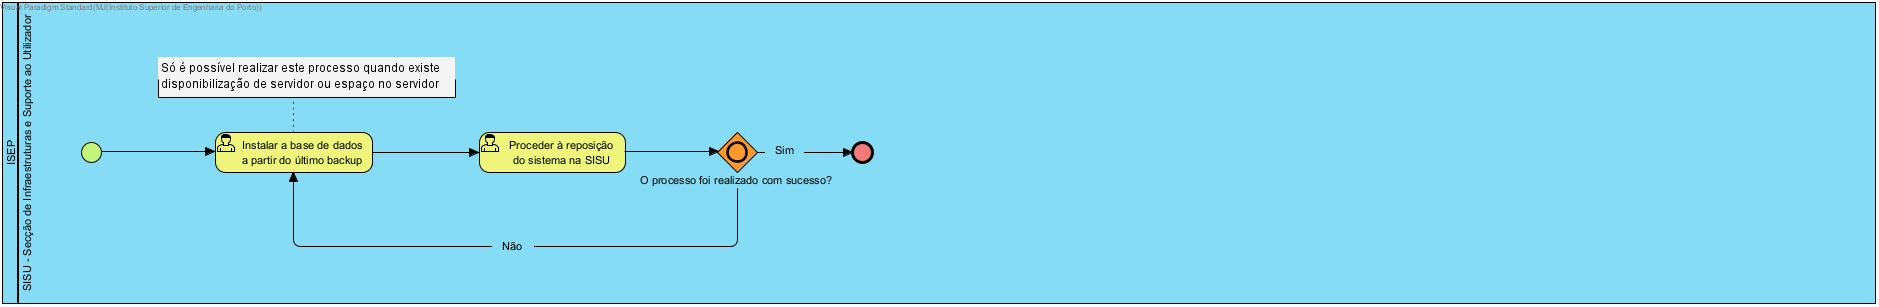 Visual Paradigm Standard(MJ(Instituto Superior de Engenharia do Porto))
ISEP
SISU - Secção de Infraestruturas e Suporte ao Utilizador
Só é possível realizar este processo quando existe
disponibilização de servidor ou espaço no servidor
Instalar a base de dados
a partir do último backup
Proceder à reposição
do sistema na SISU
Sim
O processo foi realizado com sucesso?
Não